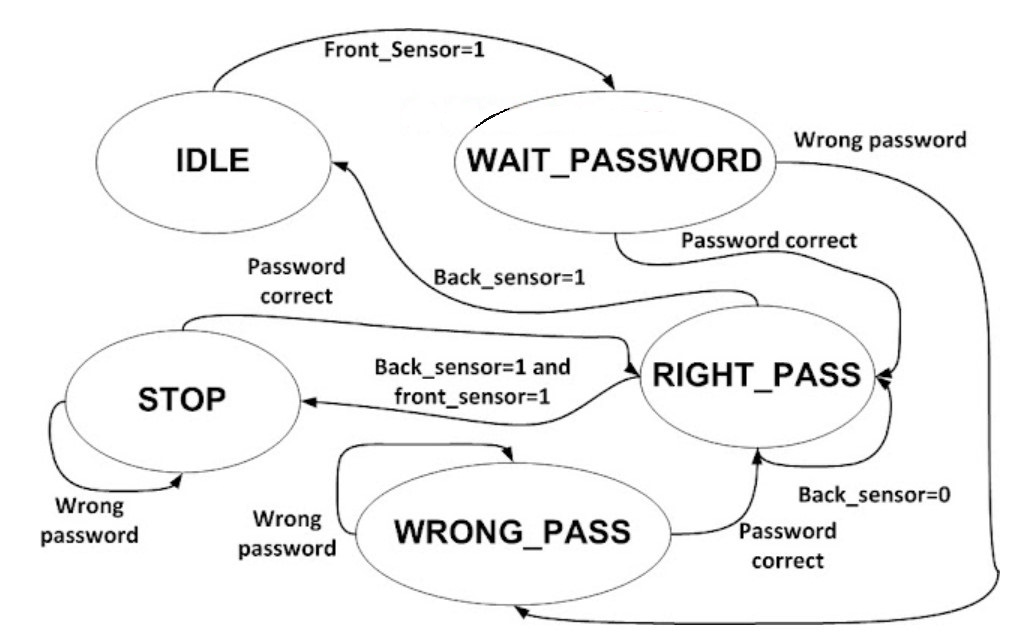 Front_Sensor=1
IDLE
WAIT_PASSWORD
Wrong password
Password correct
Back_sensor=1
Password
correct
Back_sensor=1 and
front_sensor=1
RIGHT_PASS
STOP
Back_sensor=0
Wrong
password
Wrong
password
WRONG_PASS
Password
correct